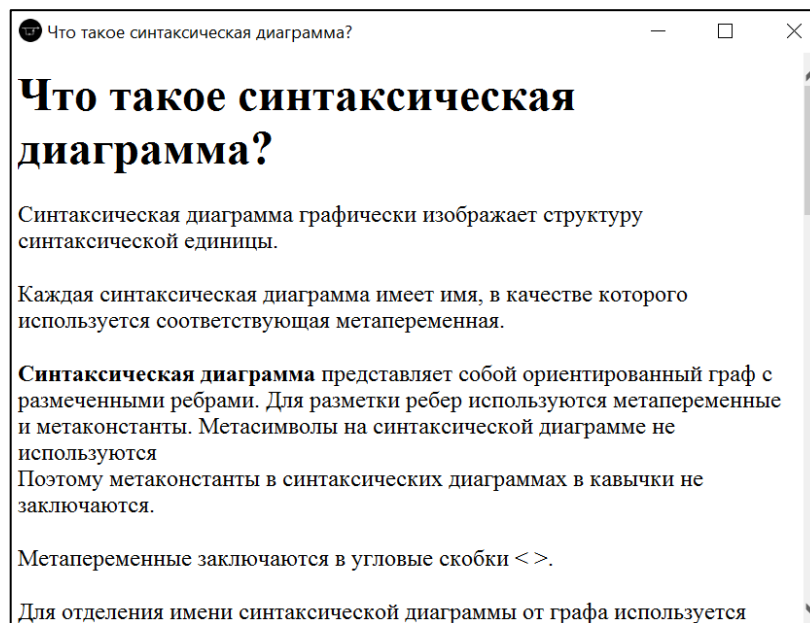 Что такое синтаксическая диаграмма?
Что такое синтаксическая
диаграмма?
Синтаксическая диаграмма графически изображает структуру
синтаксической единицы.
Каждая синтаксическая диаграмма имеет имя, в качестве которого
используется соответствующая метапеременная.
Синтаксическая диаграмма представляет собой ориентированный граф с
размеченными ребрами. Для разметки ребер используются метапеременные
и метаконстанты. Метасимволы на синтаксической диаграмме не
используются
Поэтому метаконстанты в синтаксических диаграммах в кавычки не
заключаются.
Метапеременные заключаются в угловые скобки < >.
Для отделения имени синтаксической диаграммы от графа используется